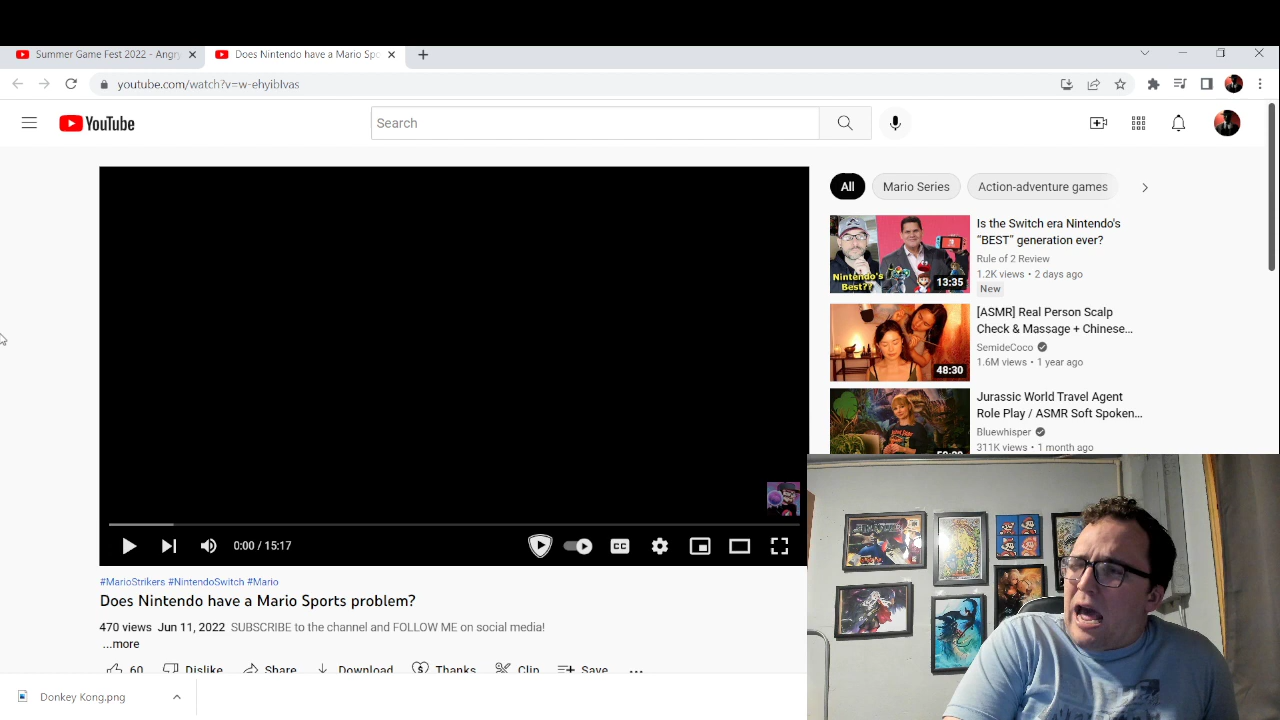 Summer Game Fest 2022 - Angry
Does Nintendo have a Mario Spo
youtube.com/watch?v=w-ehyiblvas
YouTube
Search
All
Mario Series
Action-adventure games
Nintendo's
Best??
13:35
Is the Switch era Nintendo's
“BEST” generation ever?
Rule of 2 Review
1.2K views • 2 days ago
New
48:30
[ASMR] Real Person Scalp
Check & Massage + Chinese...
SemideCoco
1.6M views • 1 year ago
Jurassic World Travel Agent
Role Play / ASMR Soft Spoken...
Bluewhisper
311K views • 1 month ago
0:00 / 15:17
CC
#MarioStrikers #NintendoSwitch #Mario
Does Nintendo have a Mario Sports problem?
470 views Jun 11, 2022 SUBSCRIBE to the channel and FOLLOW ME on social media!
...more
60 Dislike Share Download Thanks Clip Save
Donkey Kong.png